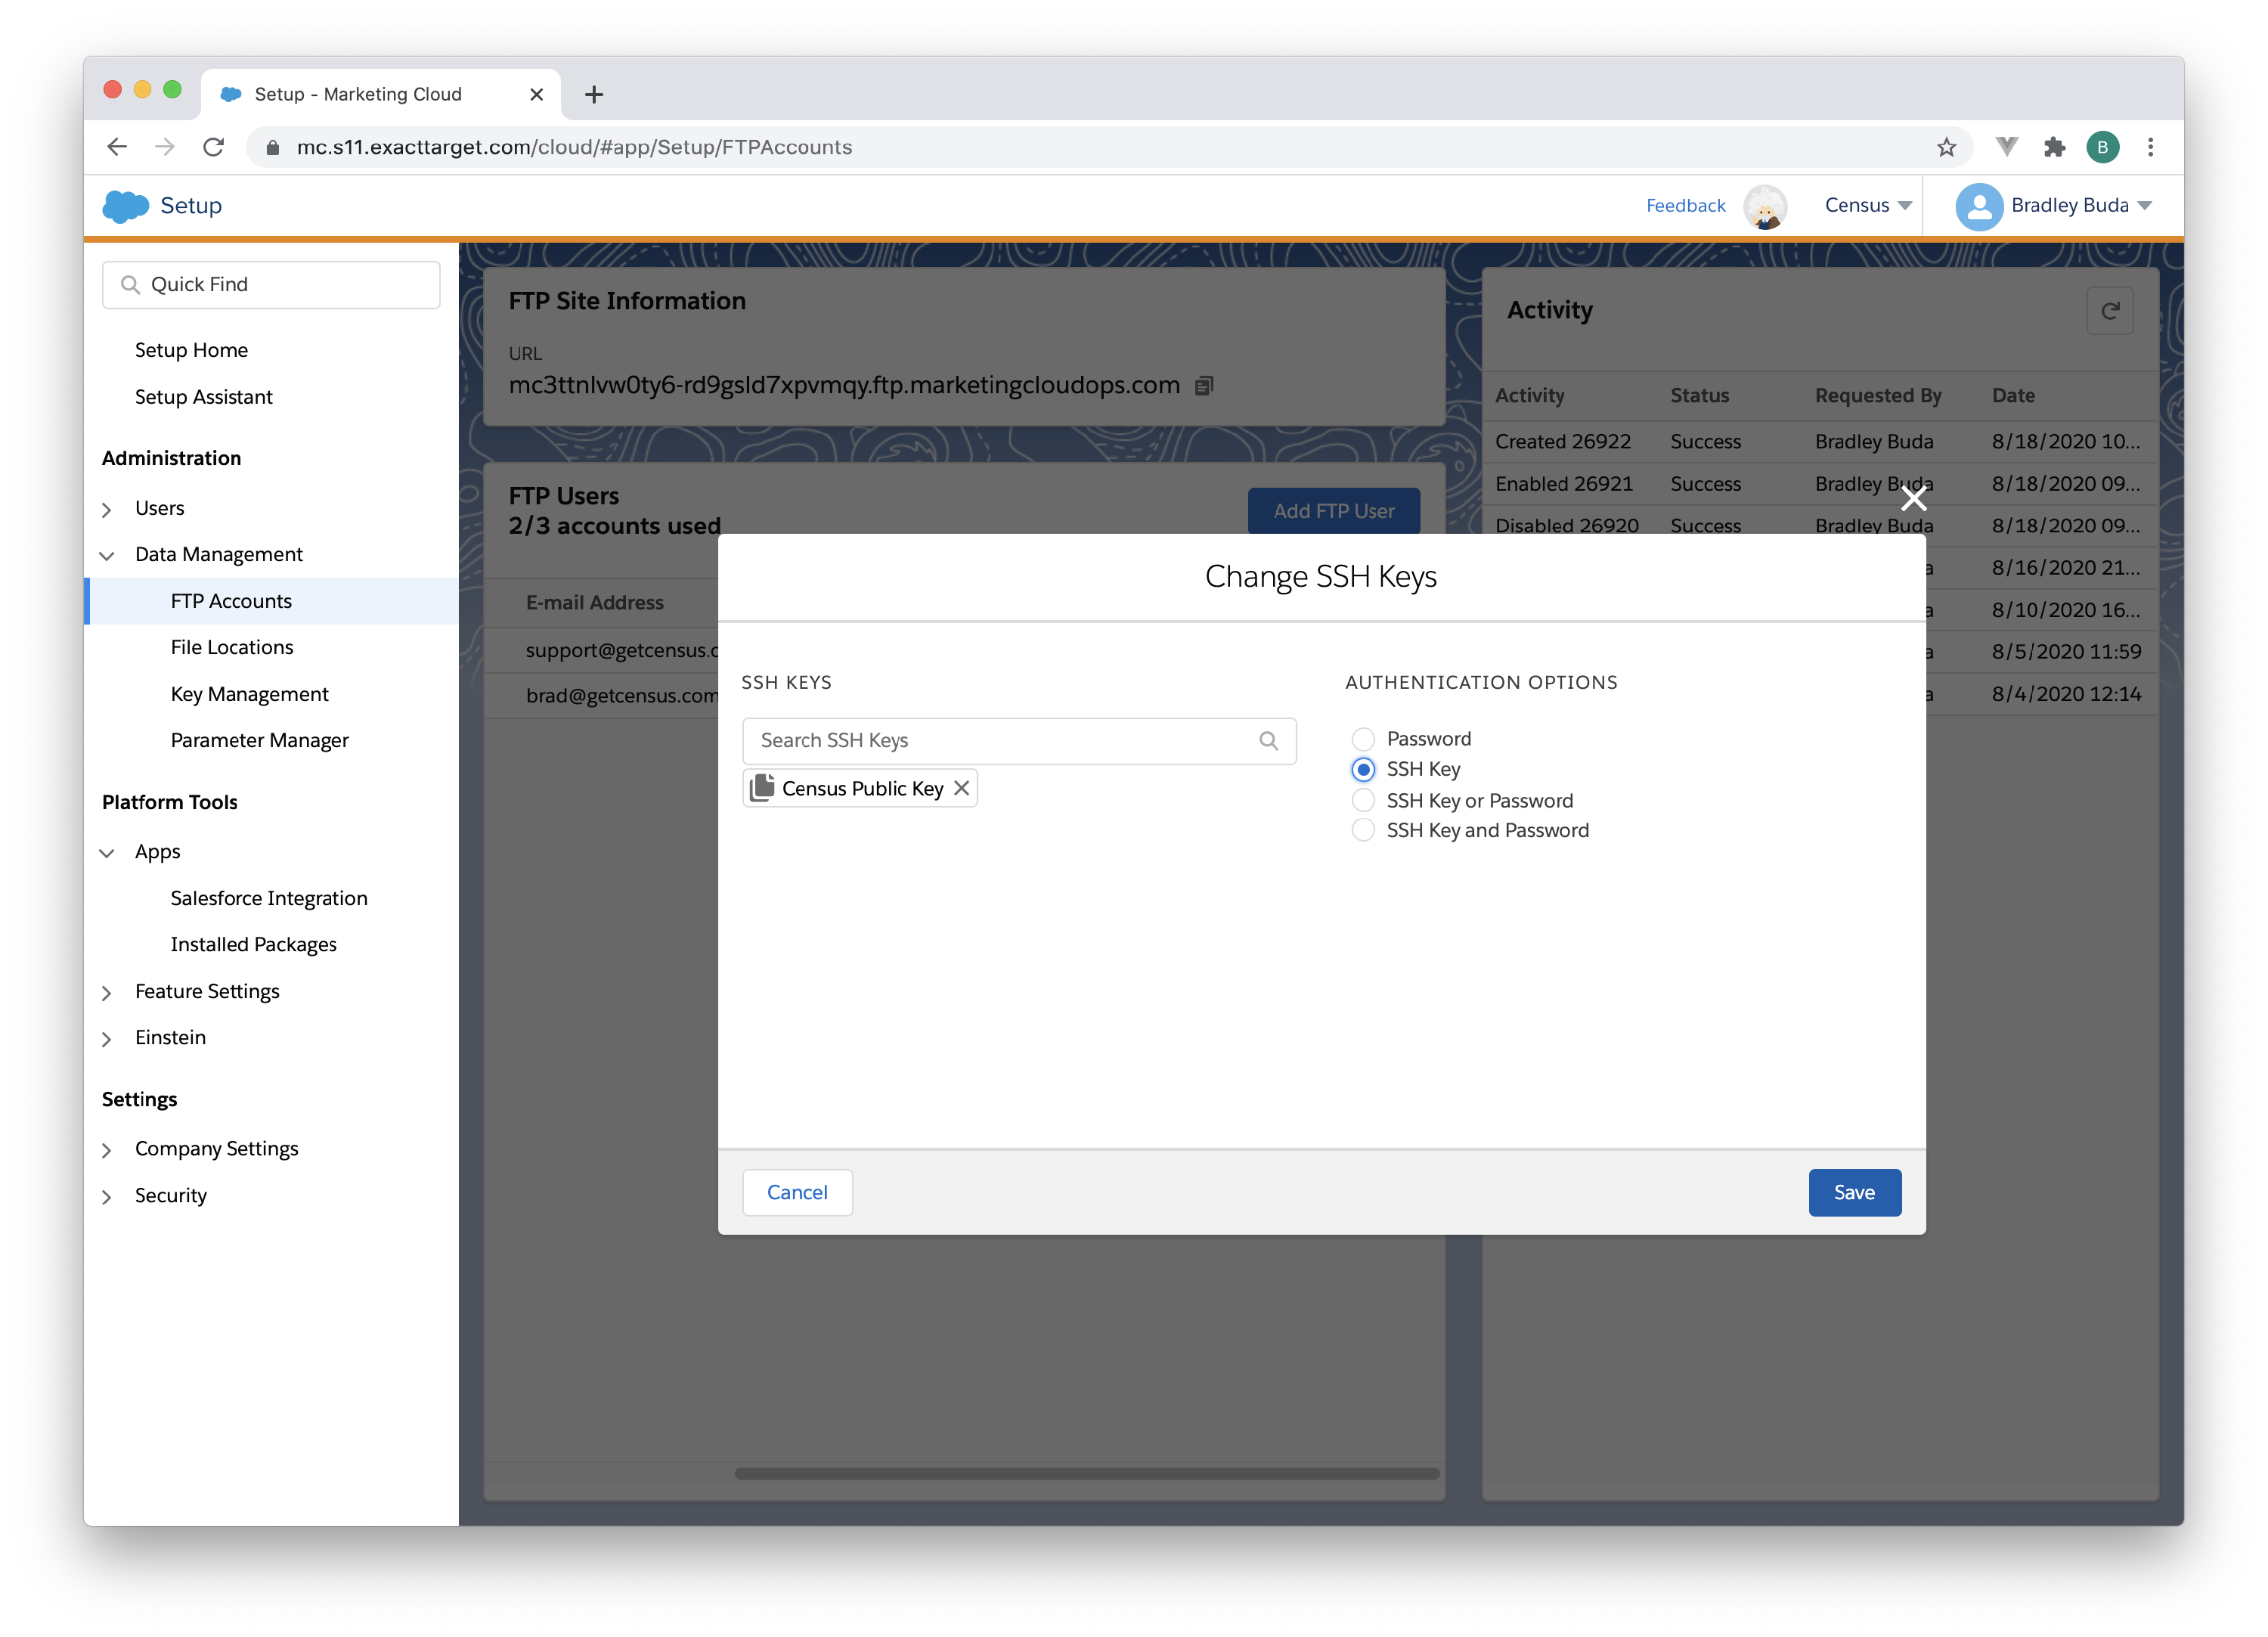 Setup - Marketing Cloud
mc.s11.exacttarget.com/cloud/#app/Setup/FTPAccounts
B
Setup
Feedback
Census
Bradley Buda
Quick Find
Setup Home
Setup Assistant
Administration
Users
Data Management
FTP Accounts
File Locations
Key Management
Parameter Manager
Platform Tools
Apps
Salesforce Integration
Installed Packages
Feature Settings
Einstein
Settings
Company Settings
Security
FTP Site Information
URL
mc3ttnlvw0ty6-rd9gsld7xpvmqy.ftp.marketingcloudops.com
FTP Users
2/3 accounts used
Add FTP User
E-mail Address
support@getcensus.c
brad@getcensus.com
Activity
Activity Status Requested By Date
Created 26922 Success Bradley Buda 8/18/2020 10...
Enabled 26921 Success Bradley Buda 8/18/2020 09...
Disabled 26920 Success Bradley Buda 8/18/2020 09...
a 8/16/2020 21...
a 8/10/2020 16...
a 8/5/2020 11:59
a 8/4/2020 12:14
Change SSH Keys
SSH KEYS
Search SSH Keys
Census Public Key
AUTHENTICATION OPTIONS
Password
SSH Key
SSH Key or Password
SSH Key and Password
Cancel
Save